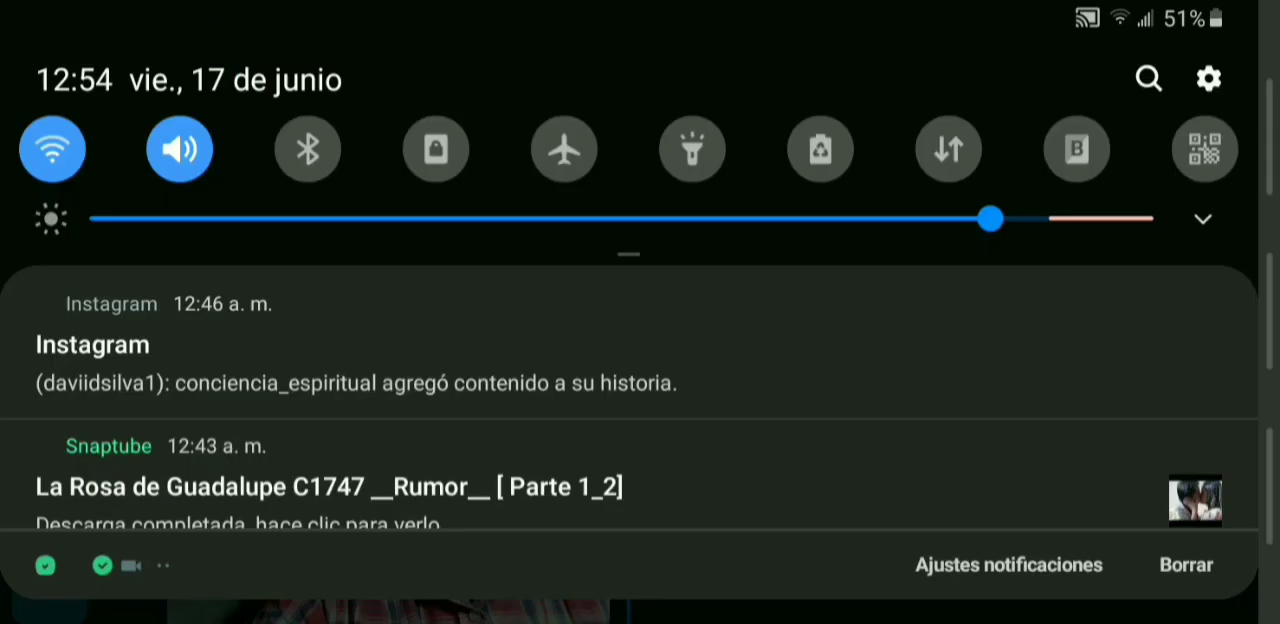 51%
12:54 vie., 17 de junio
B
Instagram 12:46 a. m.
Instagram
(daviidsilva1): conciencia_espiritual agregó contenido a su historia.
Snaptube 12:43 a. m.
La Rosa de Guadalupe C1747 __Rumor__ [ Parte 1_2]
Descarga completada, hace clic para verlo
Ajustes notificaciones Borrar